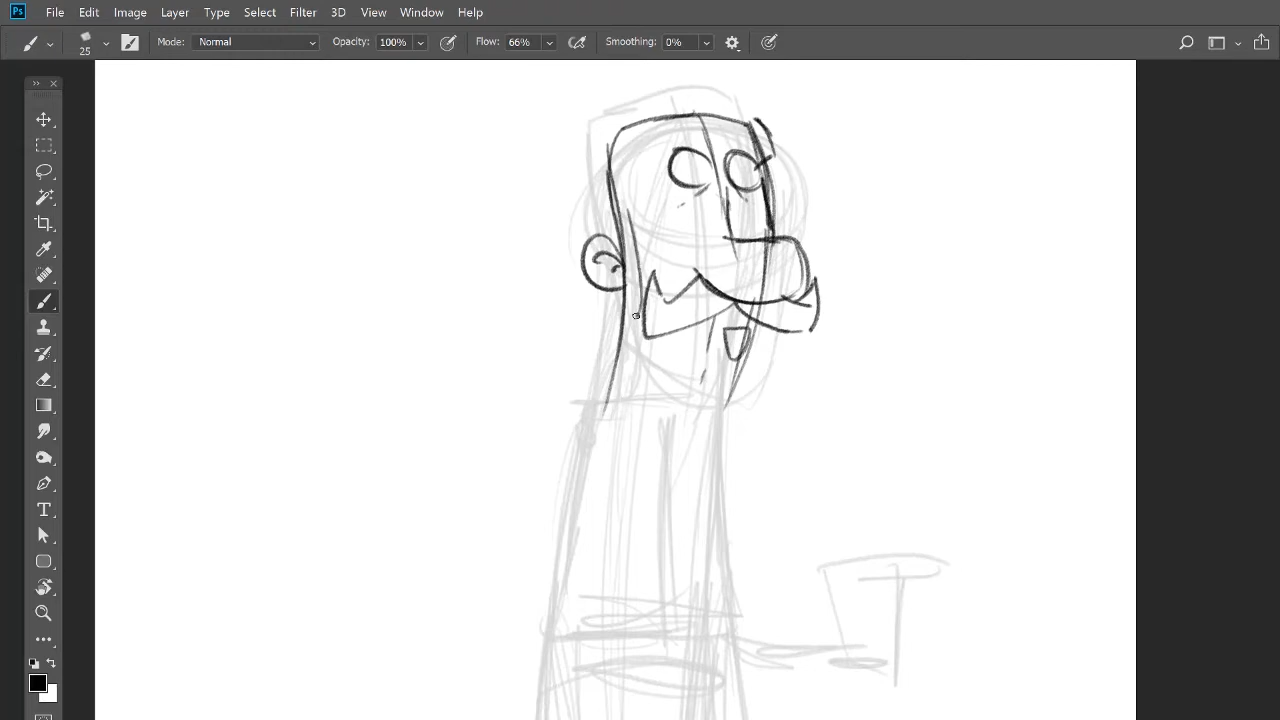 Ps File Edit Image Layer Type Select Filter 3D View Window Help
25 Mode: Normal Opacity: 100% Flow: 66% Smoothing: 0%
T